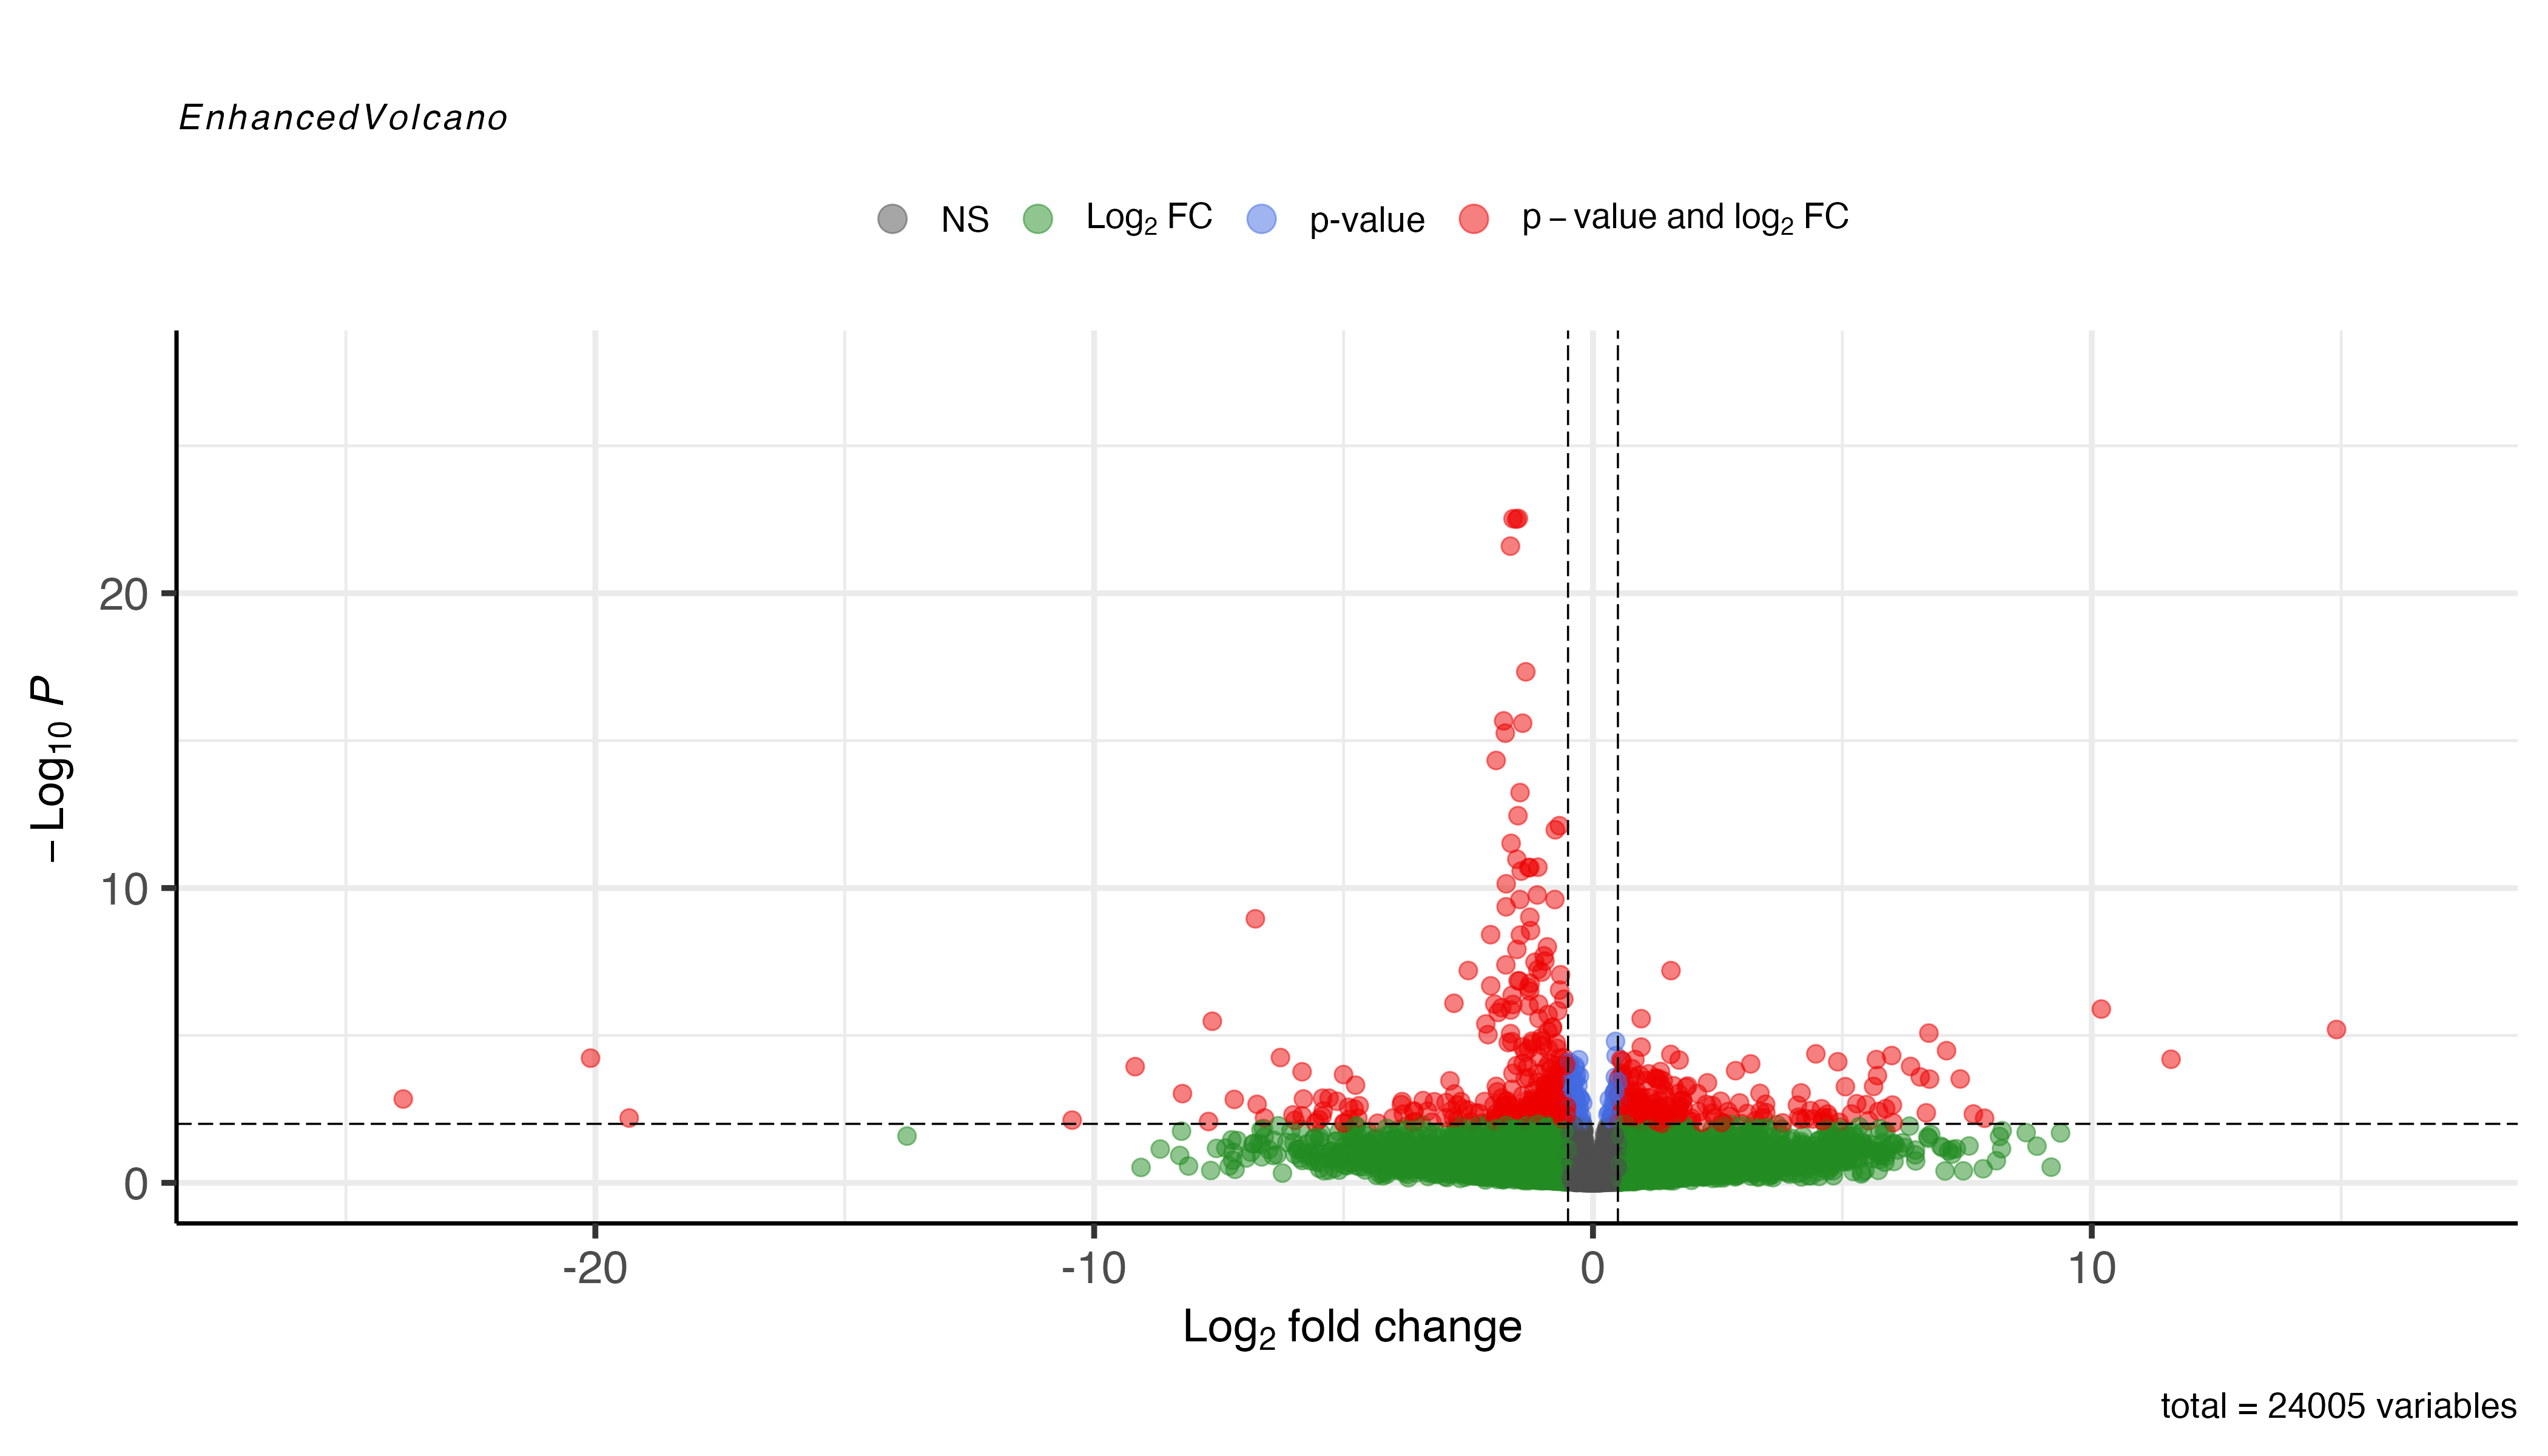 EnhancedVolcano
NS Log₂ FC p-value p – value and log₂ FC
– Log₁₀ P
20
10
0
-20 -10 0 10
Log₂ fold change
total = 24005 variables